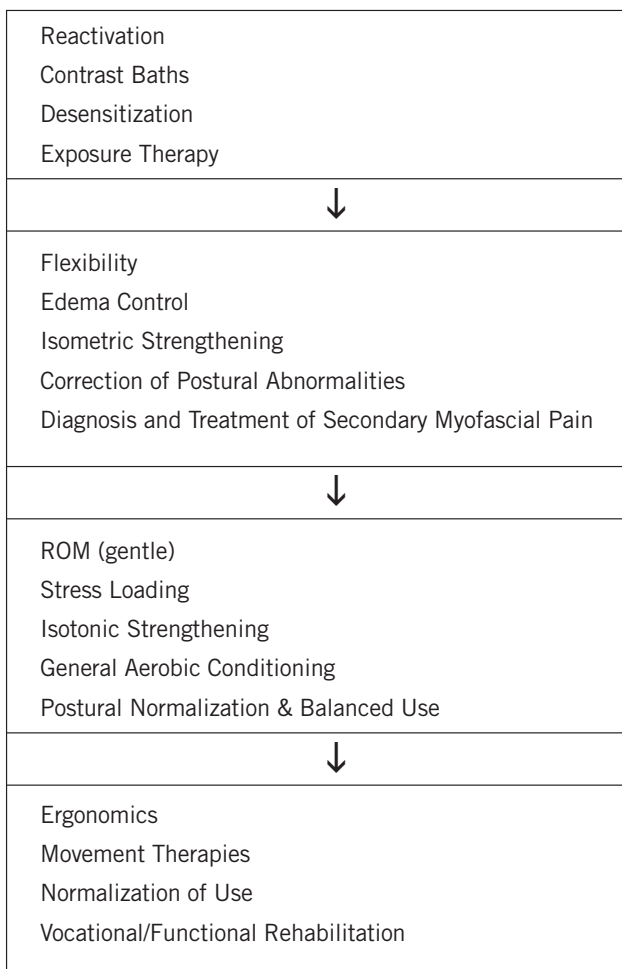 Reactivation
Contrast Baths
Desensitization
Exposure Therapy
↓
Flexibility
Edema Control
Isometric Strengthening
Correction of Postural Abnormalities
Diagnosis and Treatment of Secondary Myofascial Pain
↓
ROM (gentle)
Stress Loading
Isotonic Strengthening
General Aerobic Conditioning
Postural Normalization & Balanced Use
↓
Ergonomics
Movement Therapies
Normalization of Use
Vocational/Functional Rehabilitation